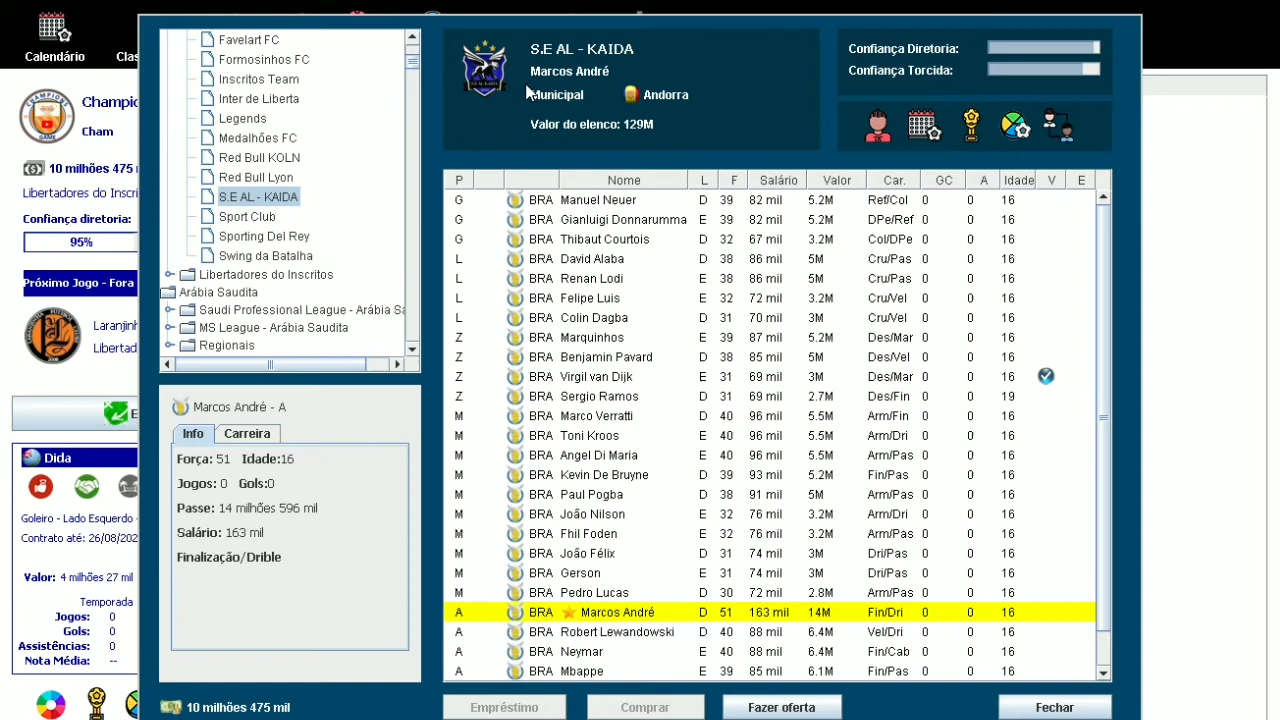 Calendário
Clas
Champio
Cham
10 milhões 475 mi
Libertadores do Inscri
Confiança diretoria:
95%
Próximo Jogo - Fora
Laranjinh
Libertad
E
Dida
Goleiro - Lado Esquerdo -
Contrato até: 26/08/202
Valor: 4 milhões 27 mil
Temporada
Jogos: 0
Gols: 0
Assistências: 0
Nota Média: --
Favelart FC
Formosinhos FC
Inscritos Team
Inter de Liberta
Legends
Medalhões FC
Red Bull KOLN
Red Bull Lyon
S.E AL - KAIDA
Sport Club
Sporting Del Rey
Swing da Batalha
Libertadores do Inscritos
Arábia Saudita
Saudi Professional League - Arábia Sa
MS League - Arábia Saudita
Regionais
Marcos André - A
Info Carreira
Força: 51 Idade:16
Jogos: 0 Gols:0
Passe: 14 milhões 596 mil
Salário: 163 mil
Finalização/Drible
10 milhões 475 mil
S.E AL - KAIDA
Marcos André
Municipal Andorra
Valor do elenco: 129M
Confiança Diretoria:
Confiança Torcida:
P Nome L F Salário Valor Car. GC A Idade V E
G BRA Manuel Neuer D 39 82 mil 5.2M Ref/Col 0 0 16
G BRA Gianluigi Donnarumma D 39 82 mil 5.2M DPe/Ref 0 0 16
G BRA Thibaut Courtois D 32 67 mil 3.2M Col/DPe 0 0 16
L BRA David Alaba D 38 86 mil 5M Cru/Pas 0 0 16
L BRA Renan Lodi E 38 86 mil 5M Cru/Pas 0 0 16
L BRA Felipe Luis E 32 72 mil 3.2M Cru/Vel 0 0 16
L BRA Colin Dagba D 31 70 mil 3M Cru/Vel 0 0 16
Z BRA Marquinhos E 39 87 mil 5.2M Des/Mar 0 0 16
Z BRA Benjamin Pavard D 38 85 mil 5M Des/Vel 0 0 16
Z BRA Virgil van Dijk E 31 69 mil 3M Des/Mar 0 0 16
Z BRA Sergio Ramos D 31 69 mil 2.7M Des/Fin 0 0 19
M BRA Marco Verratti D 40 96 mil 5.5M Arm/Fin 0 0 16
M BRA Toni Kroos E 40 96 mil 5.5M Arm/Dri 0 0 16
M BRA Angel Di Maria E 40 96 mil 5.5M Arm/Pas 0 0 16
M BRA Kevin De Bruyne E 39 93 mil 5.2M Fin/Pas 0 0 16
M BRA Paul Pogba D 38 91 mil 5M Arm/Pas 0 0 16
M BRA João Nilson E 32 76 mil 3.2M Arm/Pas 0 0 16
M BRA Fhil Foden E 32 76 mil 3.2M Arm/Pas 0 0 16
M BRA João Félix D 31 74 mil 3M Dri/Pas 0 0 16
M BRA Gerson E 31 74 mil 3M Dri/Pas 0 0 16
M BRA Pedro Lucas D 30 72 mil 2.8M Arm/Pas 0 0 16
A BRA Marcos André D 51 163 mil 14M Fin/Dri 0 0 16
A BRA Robert Lewandowski D 40 88 mil 6.4M Vel/Dri 0 0 16
A BRA Neymar E 40 88 mil 6.4M Fin/Cab 0 0 16
A BRA Mbappe E 39 85 mil 6.1M Fin/Pas 0 0 16
Empréstimo Comprar Fazer oferta Fechar